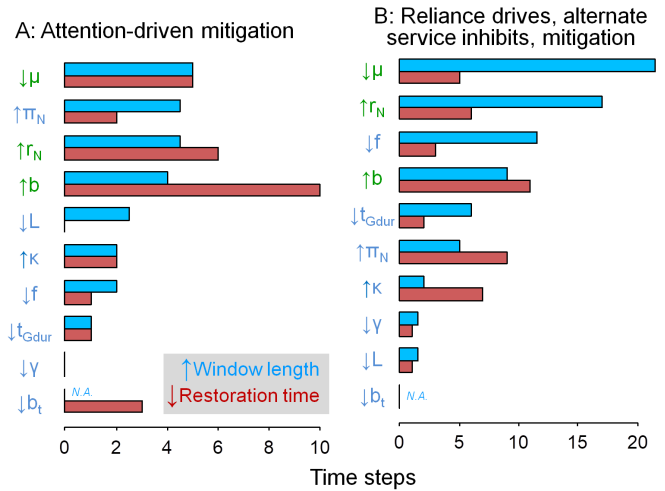 A: Attention-driven mitigation
↓μ
↑πN
↑rN
↑b
↓L
↑κ
↓f
↓tGdur
↓γ
↓bt
N.A.
↑Window length
↓Restoration time
0 2 4 6 8 10
B: Reliance drives, alternate
service inhibits, mitigation
↓μ
↑rN
↓f
↑b
↓tGdur
↑πN
↑κ
↓γ
↓L
↓bt
N.A.
0 5 10 15 20
Time steps